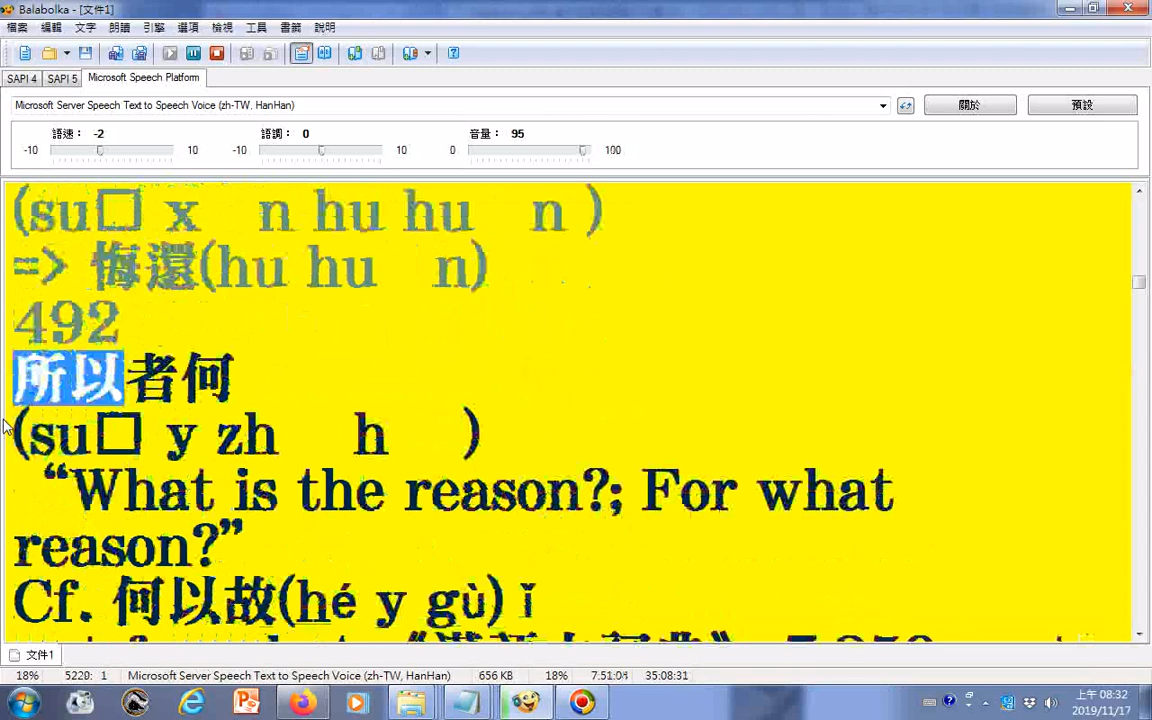 Balabolka - [文件1]
檔案 編輯 文字 朗讀 引擎 選項 檢視 工具 書籤 說明
SAPI 4 SAPI 5 Microsoft Speech Platform
Microsoft Server Speech Text to Speech Voice (zh-TW, HanHan) 關於 預設
語速： -2 語調： 0 音量： 95
-10 10 -10 10 0 100
(su□ x n hu hu n )
=> 悔還(hu hu n)
492
所以者何
(su□ y zh h )
“What is the reason?; For what
reason?”
Cf. 何以故(hé y gù) ǐ
文件1
18% 5220: 1 Microsoft Server Speech Text to Speech Voice (zh-TW, HanHan) 656 KB 18% 7:51:04 35:08:31
上午 08:32
2019/11/17